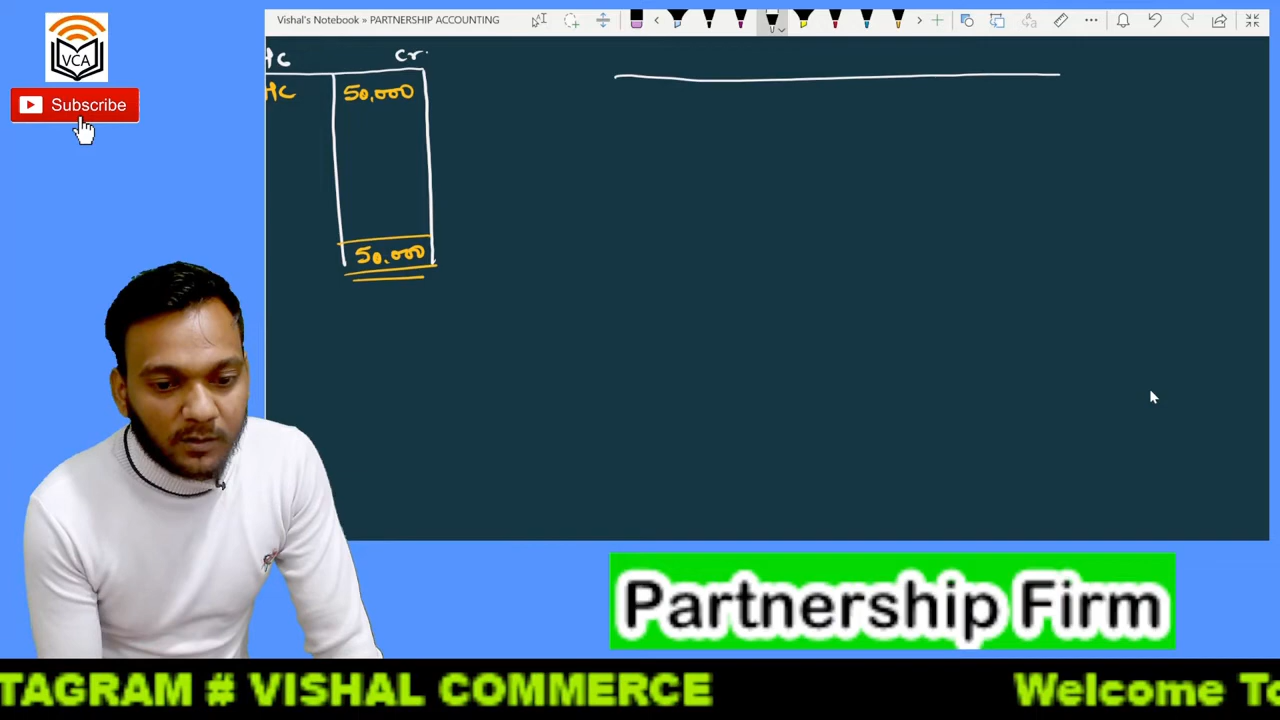 Vishal's Notebook » PARTNERSHIP ACCOUNTING
VCA
Subscribe
Cr.
50,000
50,000
Partnership Firm
TAGRAM # VISHAL COMMERCE
Welcome To